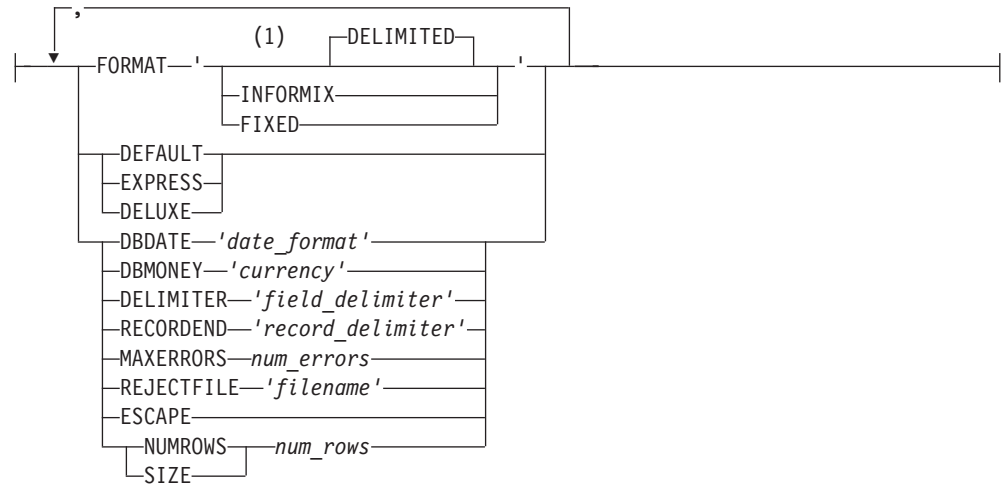 ,
(1) DELIMITED
FORMAT ' '
INFORMIX
FIXED
DEFAULT
EXPRESS
DELUXE
DBDATE 'date_format'
DBMONEY 'currency'
DELIMITER 'field_delimiter'
RECORDEND 'record_delimiter'
MAXERRORS num_errors
REJECTFILE 'filename'
ESCAPE
NUMROWS num_rows
SIZE